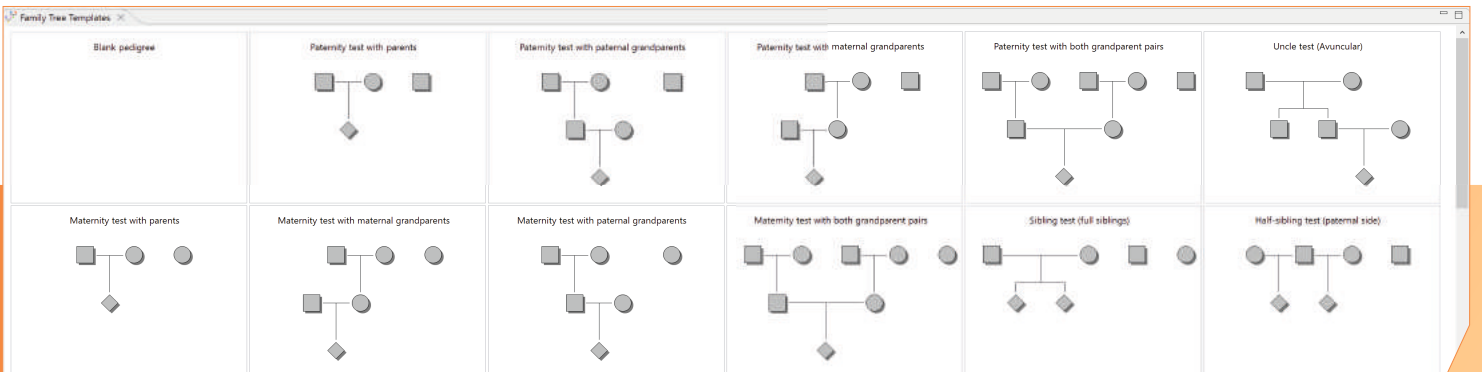 Family Tree Templates
Blank pedigree
Paternity test with parents
Paternity test with paternal grandparents
Paternity test with maternal grandparents
Paternity test with both grandparent pairs
Uncle test (Avuncular)
Maternity test with parents
Maternity test with maternal grandparents
Maternity test with paternal grandparents
Maternity test with both grandparent pairs
Sibling test (full siblings)
Half-sibling test (paternal side)